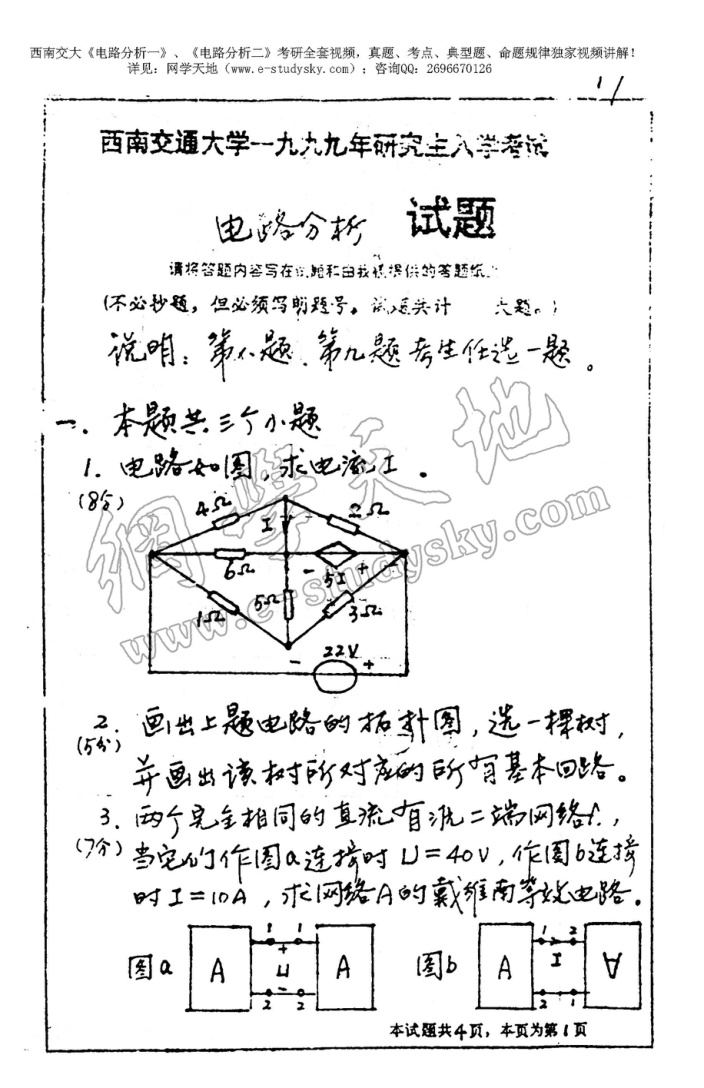 西南交大《电路分析一》、《电路分析二》考研全套视频，真题、考点、典型题、命题规律独家视频讲解！
详见：网学天地（www.e-studysky.com）；咨询QQ：2696670126
西南交通大学一九九九年研究生入学考试
电路分析 试题
请将答题内容写在试题和由我校提供的答题纸上
（不必抄题，但必须写明题号。试题共计 大题。）
说明：第八题、第九题考生任选一题。
一、本题共三个小题
1. 电路如图，求电流I。
(8分)
4Ω
I
2Ω
6Ω
- 5I +
1Ω
5Ω
3Ω
- 22V +
2. 画出上题电路的拓扑图，选一棵树，
(5分)
并画出该树所对应的所有基本回路。
3. 两个完全相同的直流有源二端网络A，
(7分)
当它们作图a连接时U=40V，作图b连接
时I=10A，求网络A的戴维南等效电路。
图a A 1 1 + U - 2 2 A
图b A 1 2 I 2 1 A
本试题共4页，本页为第1页
網學天地
www.e-studysky.com